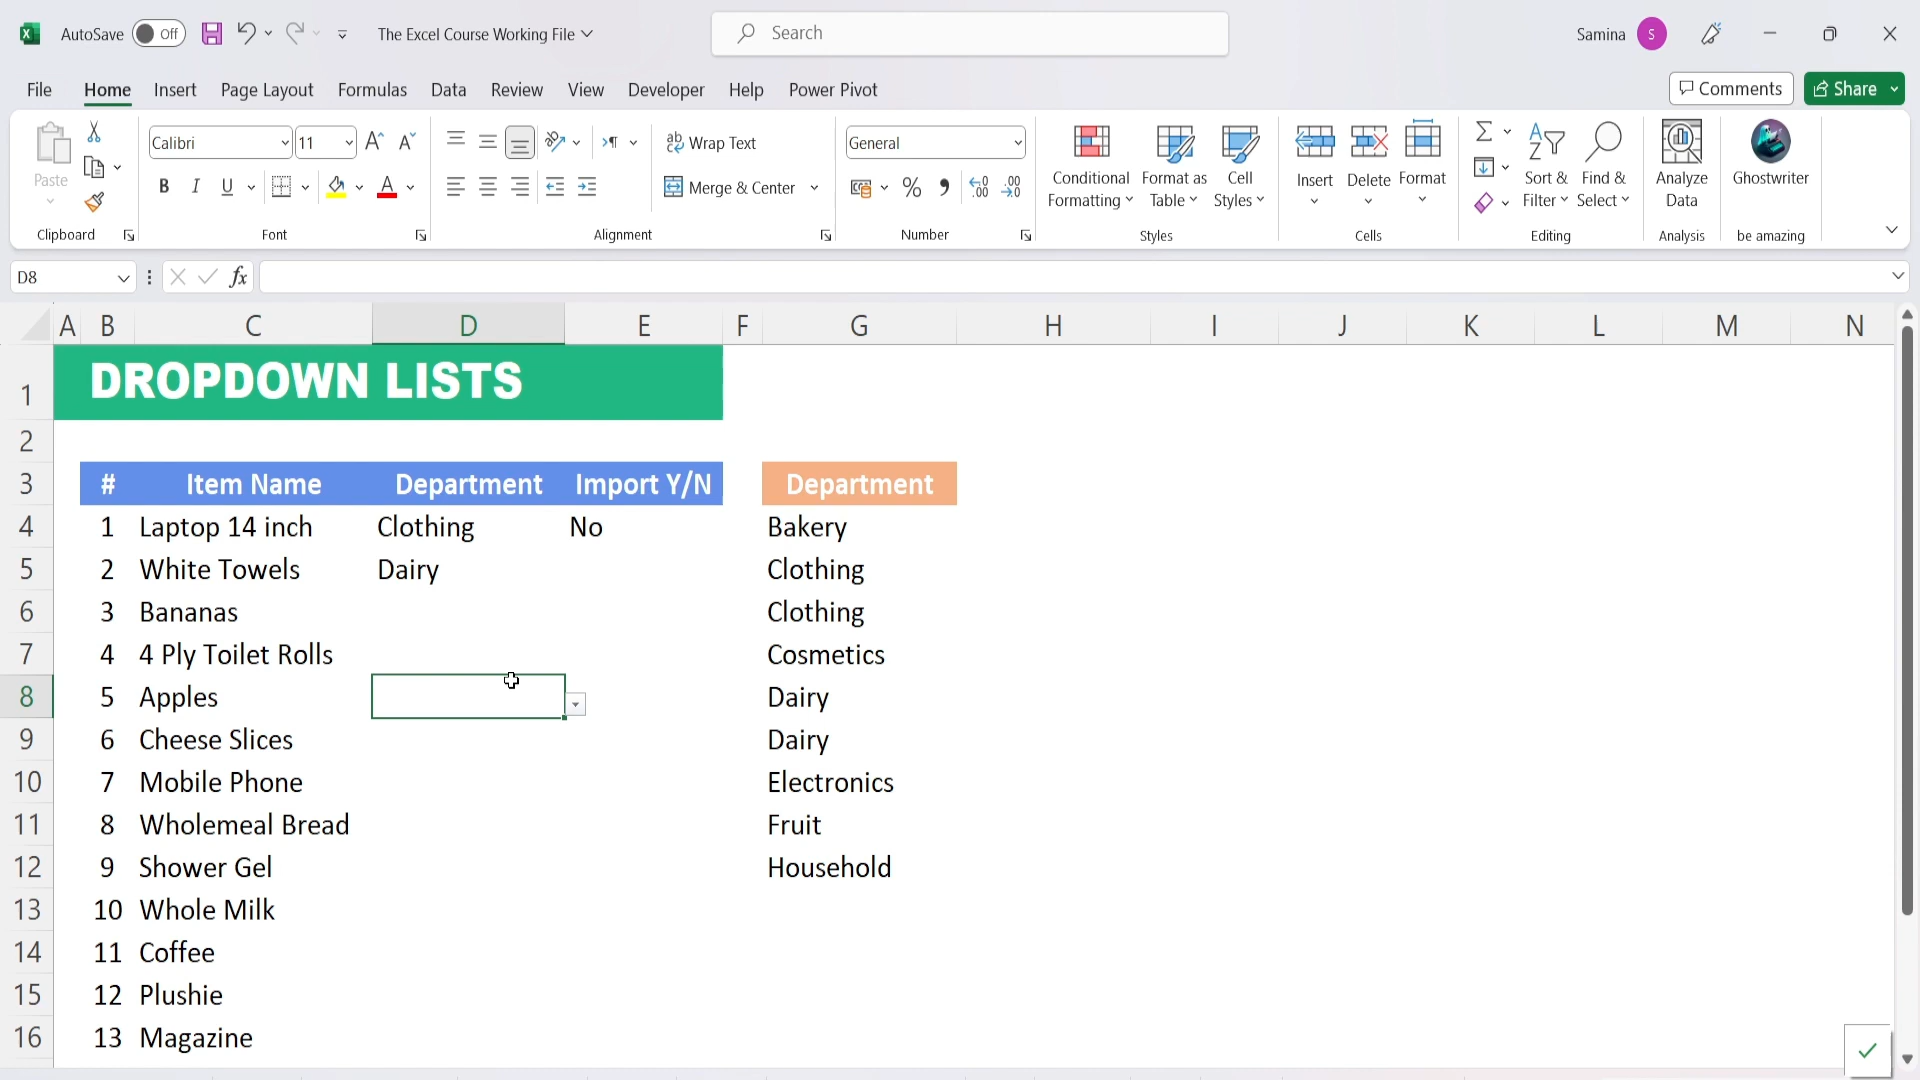 AutoSave Off The Excel Course Working File Search Samina S
File Home Insert Page Layout Formulas Data Review View Developer Help Power Pivot Comments Share
Paste Calibri 11 Wrap Text General Conditional Formatting Format as Table Cell Styles Insert Delete Format Sort & Filter Find & Select Analyze Data Ghostwriter
B I U A Merge & Center % 9
Clipboard Font Alignment Number Styles Cells Editing Analysis be amazing
D8 fx
A B C D E F G H I J K L M N
1 DROPDOWN LISTS
2
3 # Item Name Department Import Y/N Department
4 1 Laptop 14 inch Clothing No Bakery
5 2 White Towels Dairy Clothing
6 3 Bananas Clothing
7 4 4 Ply Toilet Rolls Cosmetics
8 5 Apples Dairy
9 6 Cheese Slices Dairy
10 7 Mobile Phone Electronics
11 8 Wholemeal Bread Fruit
12 9 Shower Gel Household
13 10 Whole Milk
14 11 Coffee
15 12 Plushie
16 13 Magazine